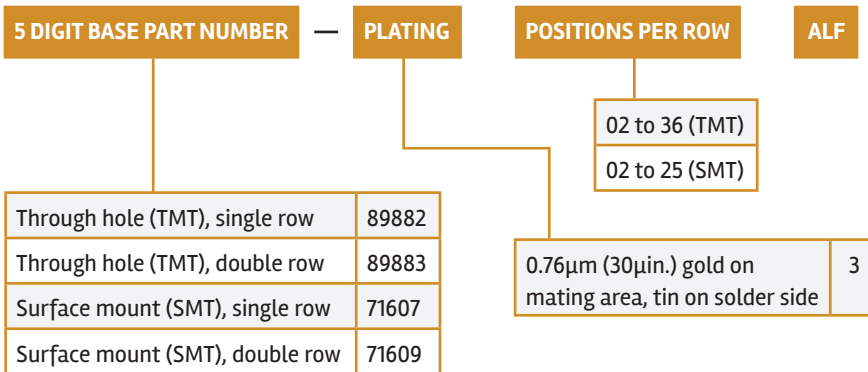 5 DIGIT BASE PART NUMBER — PLATING POSITIONS PER ROW ALF
02 to 36 (TMT)
02 to 25 (SMT)
Through hole (TMT), single row 89882
Through hole (TMT), double row 89883
Surface mount (SMT), single row 71607
Surface mount (SMT), double row 71609
0.76µm (30µin.) gold on
mating area, tin on solder side 3